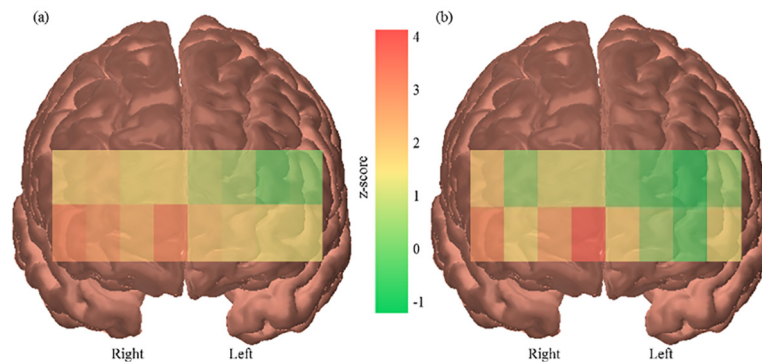 (a)
(b)
4
3
2
1
0
-1
z-score
Right
Left
Right
Left